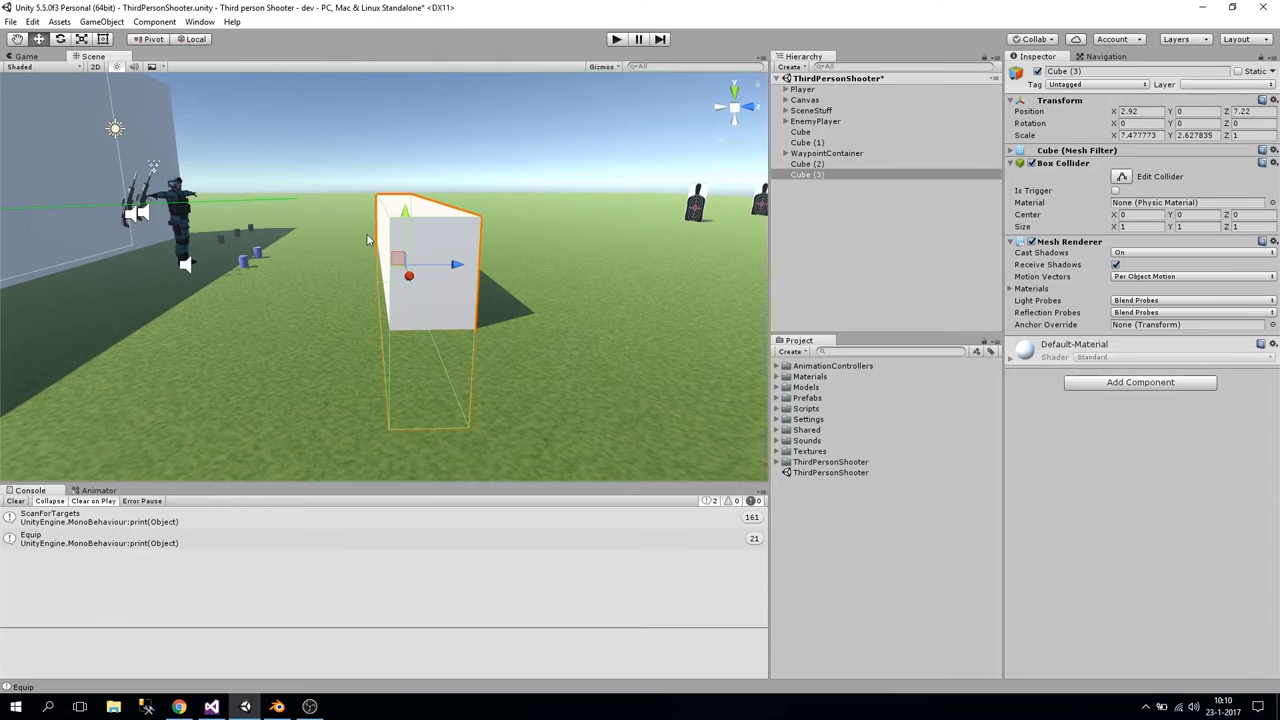 Unity 5.5.0f3 Personal (64bit) - ThirdPersonShooter.unity - Third person Shooter - dev - PC, Mac & Linux Standalone* <DX11>
File Edit Assets GameObject Component Window Help
Pivot Local Collab Account Layers Layout
Game Scene
Shaded 2D Gizmos All
y
z
Hierarchy
Create All
ThirdPersonShooter*
Player
Canvas
SceneStuff
EnemyPlayer
Cube
Cube (1)
WaypointContainer
Cube (2)
Cube (3)
Project
Create
AnimationControllers
Materials
Models
Prefabs
Scripts
Settings
Shared
Sounds
Textures
ThirdPersonShooter
ThirdPersonShooter
Inspector Navigation
Cube (3) Static
Tag Untagged Layer
Transform
Position X 2.92 Y 0 Z 7.22
Rotation X 0 Y 0 Z 0
Scale X 7.477773 Y 2.627835 Z 1
Cube (Mesh Filter)
Box Collider
Edit Collider
Is Trigger
Material None (Physic Material)
Center X 0 Y 0 Z 0
Size X 1 Y 1 Z 1
Mesh Renderer
Cast Shadows On
Receive Shadows
Motion Vectors Per Object Motion
Materials
Light Probes Blend Probes
Reflection Probes Blend Probes
Anchor Override None (Transform)
Default-Material
Shader Standard
Add Component
Console Animator
Clear Collapse Clear on Play Error Pause 2 0 0
ScanForTargets
UnityEngine.MonoBehaviour:print(Object) 161
Equip
UnityEngine.MonoBehaviour:print(Object) 21
Equip
10:10
23-1-2017